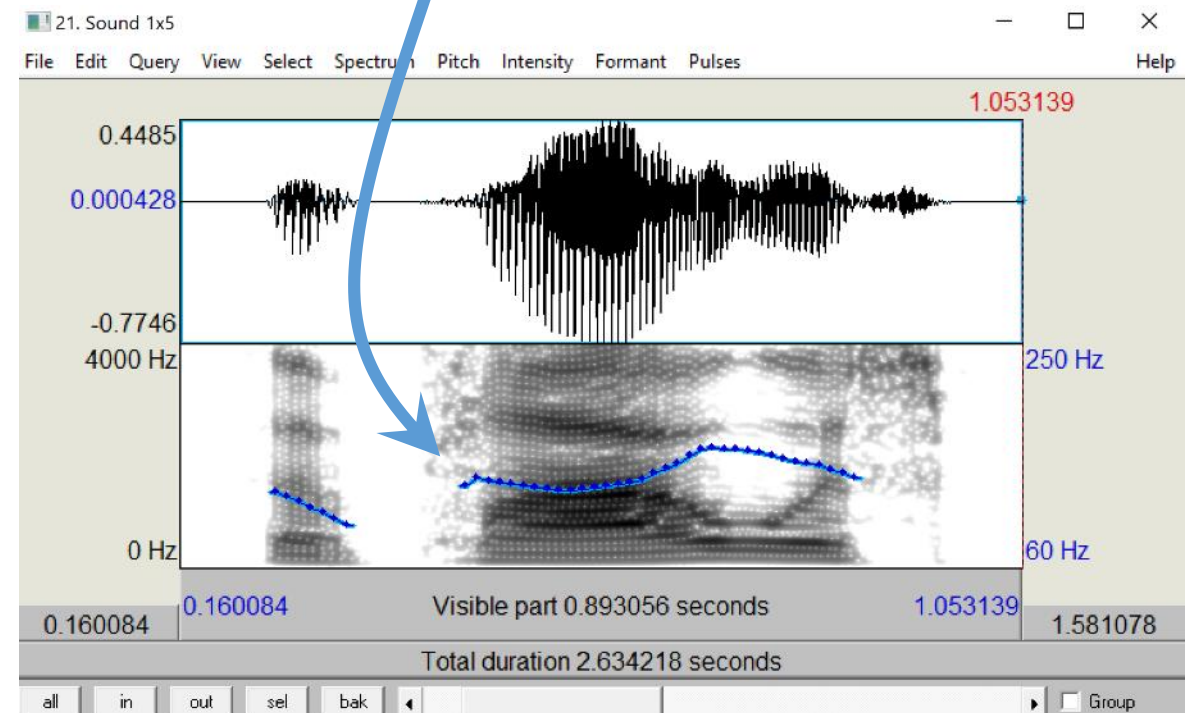 21. Sound 1x5
File Edit Query View Select Spectrum Pitch Intensity Formant Pulses Help
1.053139
0.4485
0.000428
-0.7746
4000 Hz 250 Hz
0 Hz 60 Hz
0.160084 Visible part 0.893056 seconds 1.053139
0.160084 1.581078
Total duration 2.634218 seconds
all in out sel bak Group